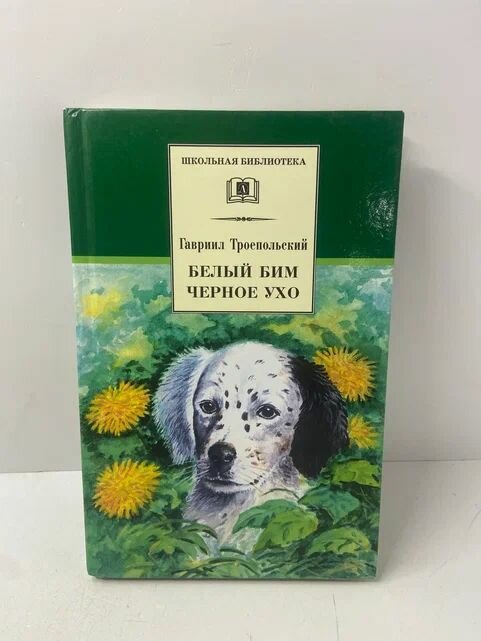 ШКОЛЬНАЯ БИБЛИОТЕКА
Гавриил Троепольский
БЕЛЫЙ БИМ
ЧЕРНОЕ УХО